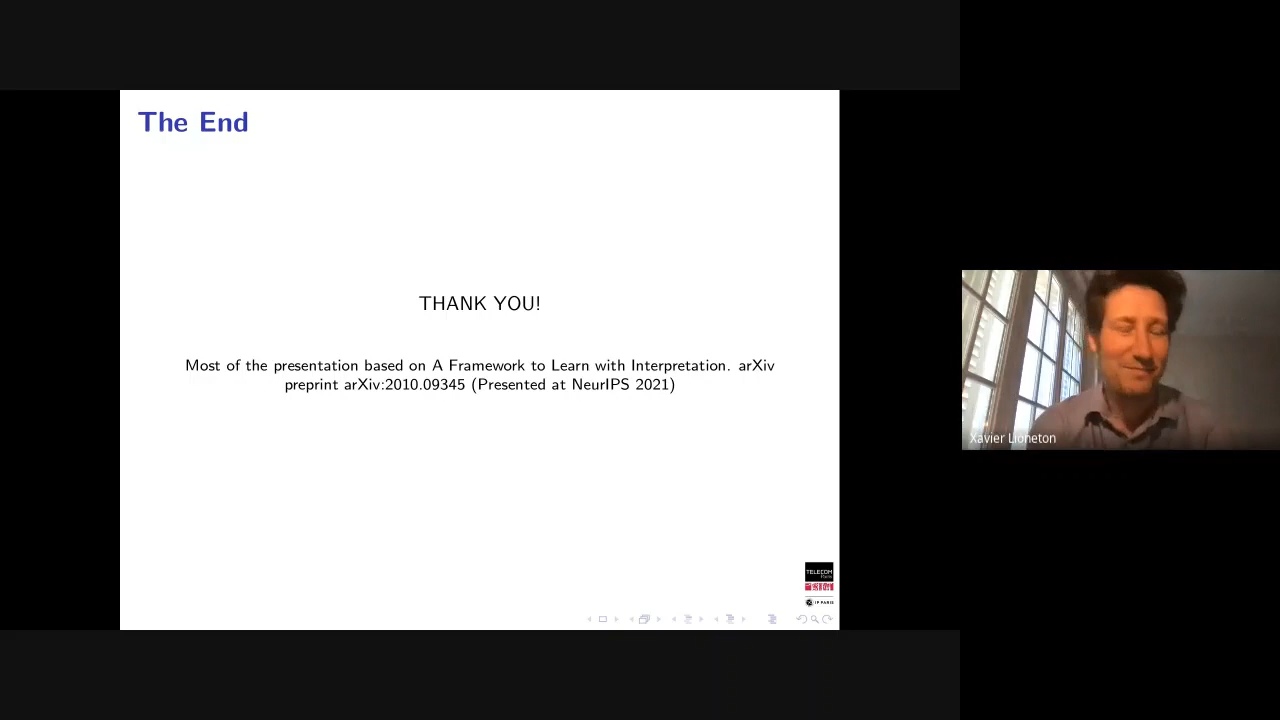 The End
THANK YOU!
Most of the presentation based on A Framework to Learn with Interpretation. arXiv
preprint arXiv:2010.09345 (Presented at NeurIPS 2021)
Xavier Lioneton
TELECOM
Paris
IP PARIS